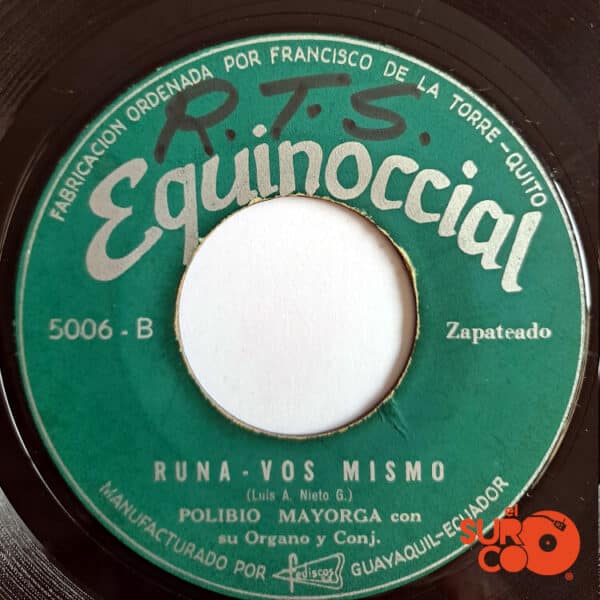 FABRICACION ORDENADA POR FRANCISCO DE LA TORRE - QUITO
R.T.S.
Equinoccial
5006 - B
Zapateado
RUNA - VOS MISMO
(Luis A. Nieto G.)
POLIBIO MAYORGA con
su Organo y Conj.
MANUFACTURADO POR fediscos GUAYAQUIL-ECUADOR
el
SURCO
®